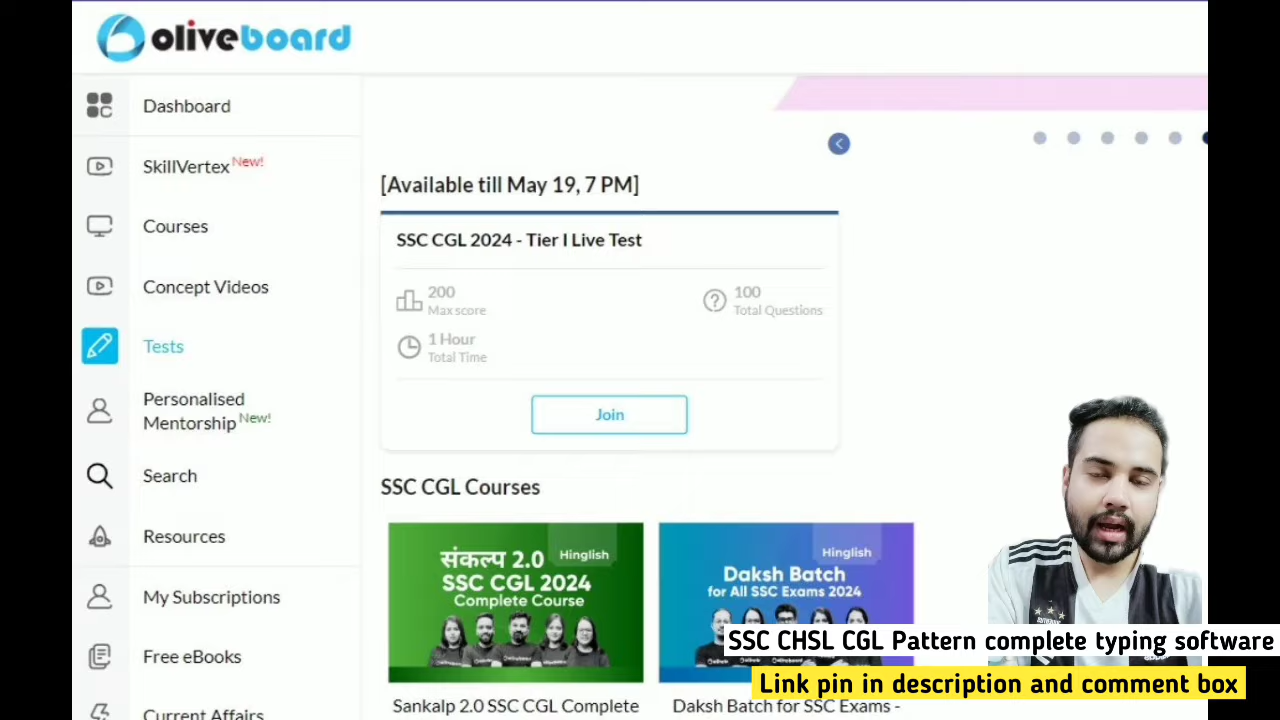 oliveboard
Dashboard
SkillVertex New!
Courses
Concept Videos
Tests
Personalised
Mentorship New!
Search
Resources
My Subscriptions
Free eBooks
Current Affairs
[Available till May 19, 7 PM]
SSC CGL 2024 - Tier I Live Test
200
Max score
100
Total Questions
1 Hour
Total Time
Join
SSC CGL Courses
Hinglish
संकल्प 2.0
SSC CGL 2024
Complete Course
Sankalp 2.0 SSC CGL Complete
Hinglish
Daksh Batch
for All SSC Exams 2024
Daksh Batch for SSC Exams -
SSC CHSL CGL Pattern complete typing software
Link pin in description and comment box